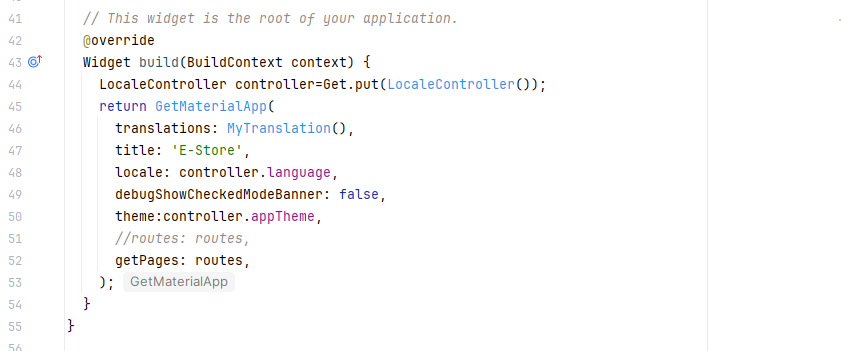 41 // This widget is the root of your application.
42 @override
43 Widget build(BuildContext context) {
44 LocaleController controller=Get.put(LocaleController());
45 return GetMaterialApp(
46 translations: MyTranslation(),
47 title: 'E-Store',
48 locale: controller.language,
49 debugShowCheckedModeBanner: false,
50 theme:controller.appTheme,
51 //routes: routes,
52 getPages: routes,
53 ); GetMaterialApp
54 }
55 }
56